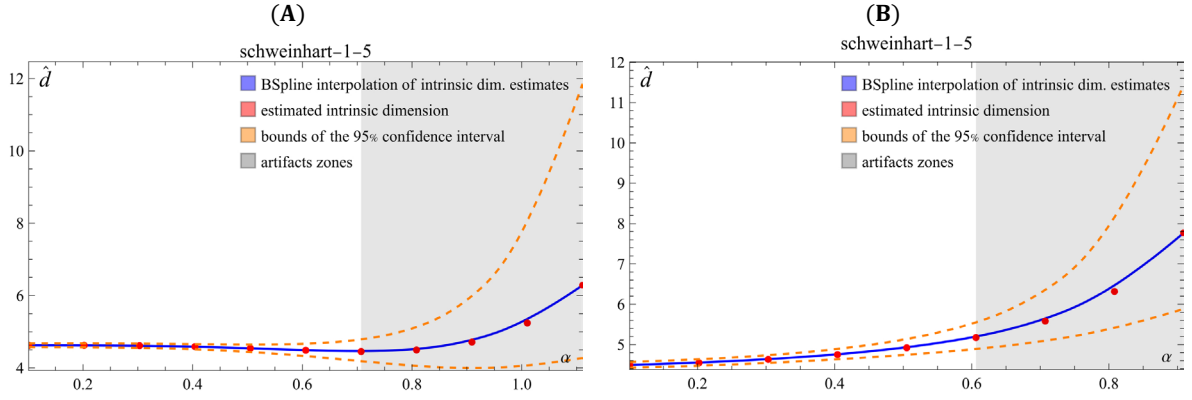 (A)
schweinhart–1–5
d̂
BSpline interpolation of intrinsic dim. estimates
estimated intrinsic dimension
bounds of the 95% confidence interval
artifacts zones
12
10
8
6
4
α
0.2 0.4 0.6 0.8 1.0
(B)
schweinhart–1–5
d̂
BSpline interpolation of intrinsic dim. estimates
estimated intrinsic dimension
bounds of the 95% confidence interval
artifacts zones
12
11
10
9
8
7
6
5
α
0.2 0.4 0.6 0.8